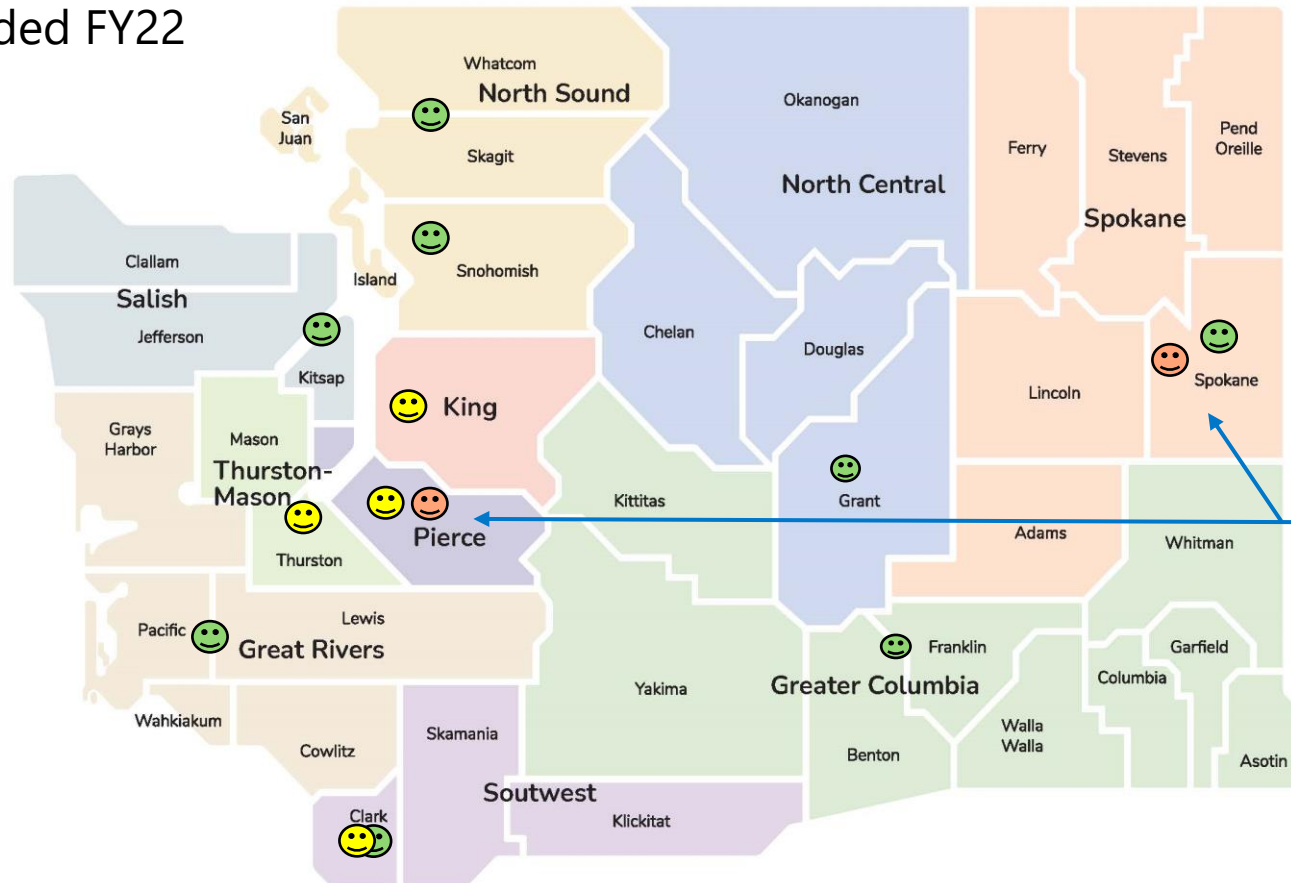 ded FY22
Whatcom
North Sound
San
Juan
Skagit
Okanogan
North Central
Ferry
Stevens
Pend
Oreille
Spokane
Clallam
Salish
Jefferson
Island
Snohomish
Kitsap
Chelan
Douglas
Lincoln
Spokane
King
Grays
Harbor
Mason
Thurston-
Mason
Thurston
Pierce
Kittitas
Grant
Adams
Whitman
Pacific
Lewis
Great Rivers
Yakima
Franklin
Greater Columbia
Garfield
Columbia
Wahkiakum
Cowlitz
Skamania
Benton
Walla
Walla
Asotin
Soutwest
Clark
Klickitat